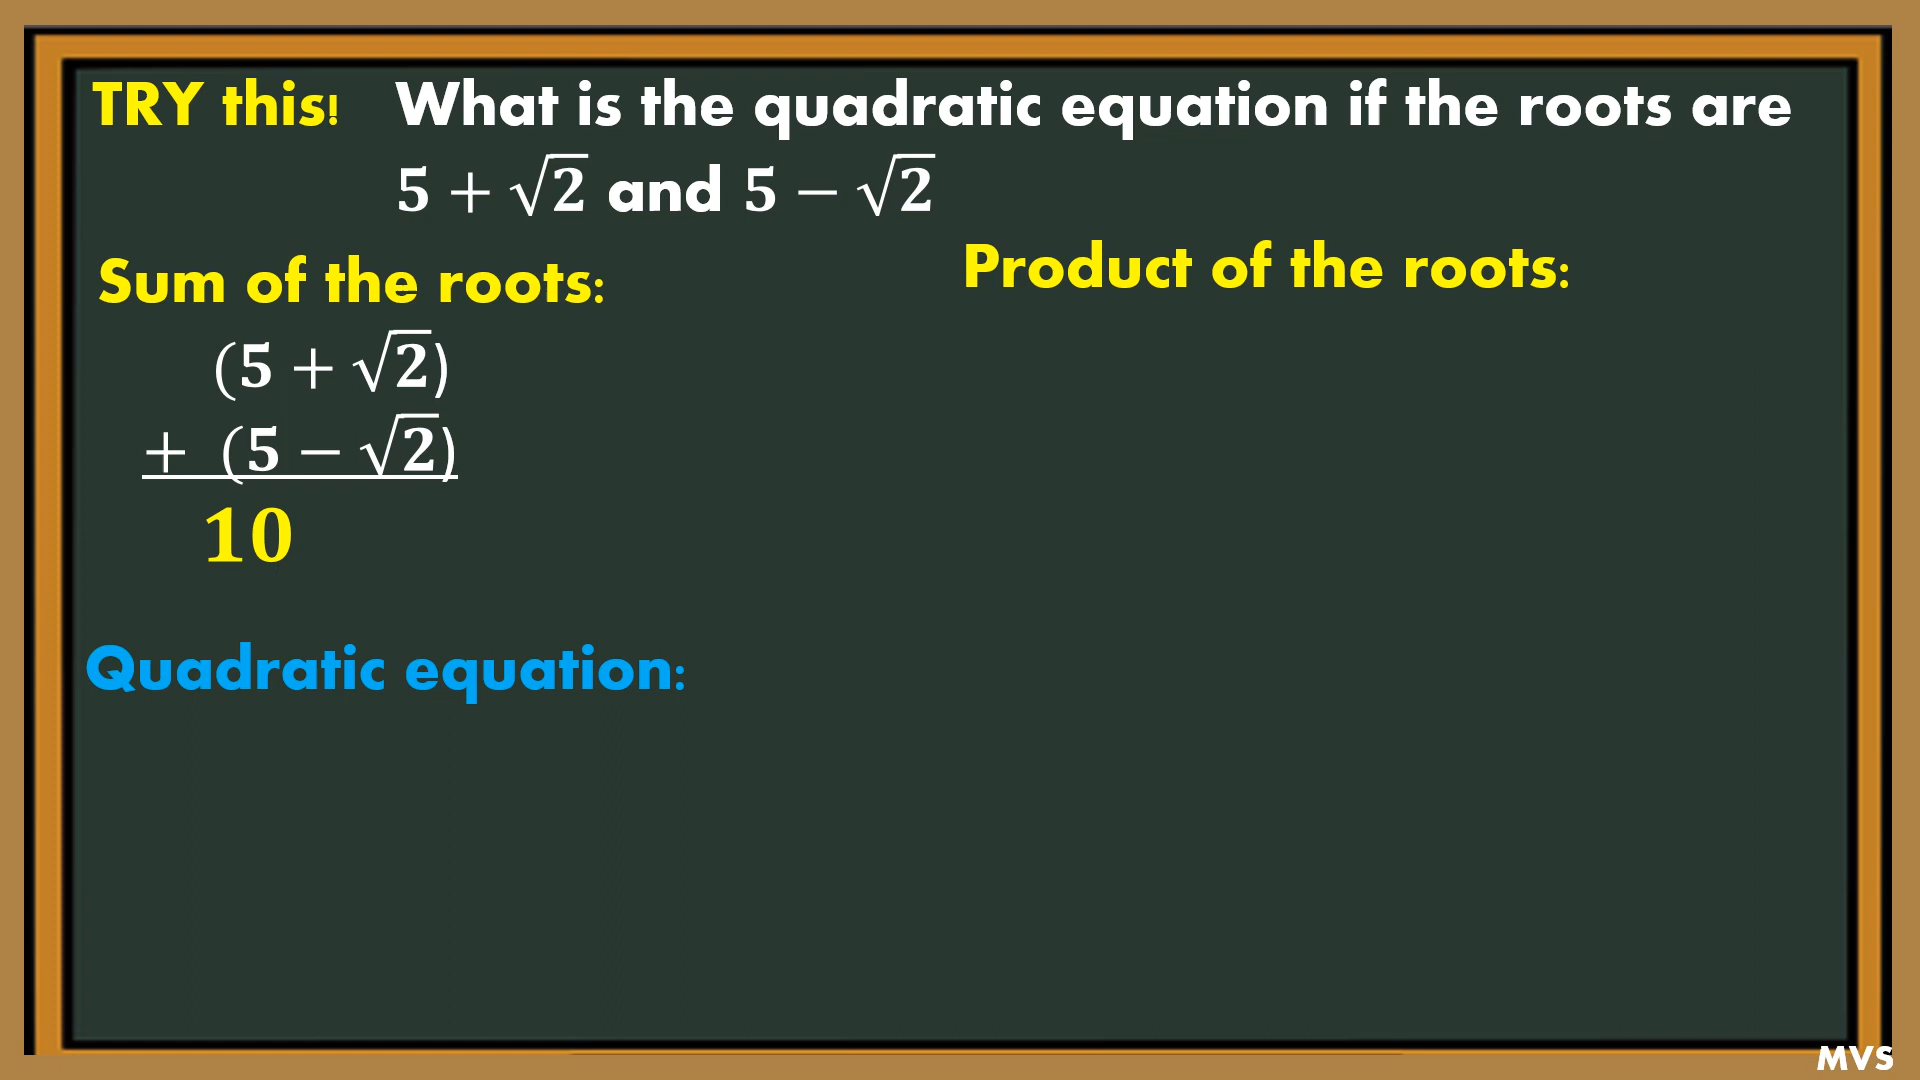 TRY this! What is the quadratic equation if the roots are
5 + √2 and 5 − √2
Sum of the roots:
Product of the roots:
(5 + √2)
+ (5 − √2)
10
Quadratic equation:
MVS